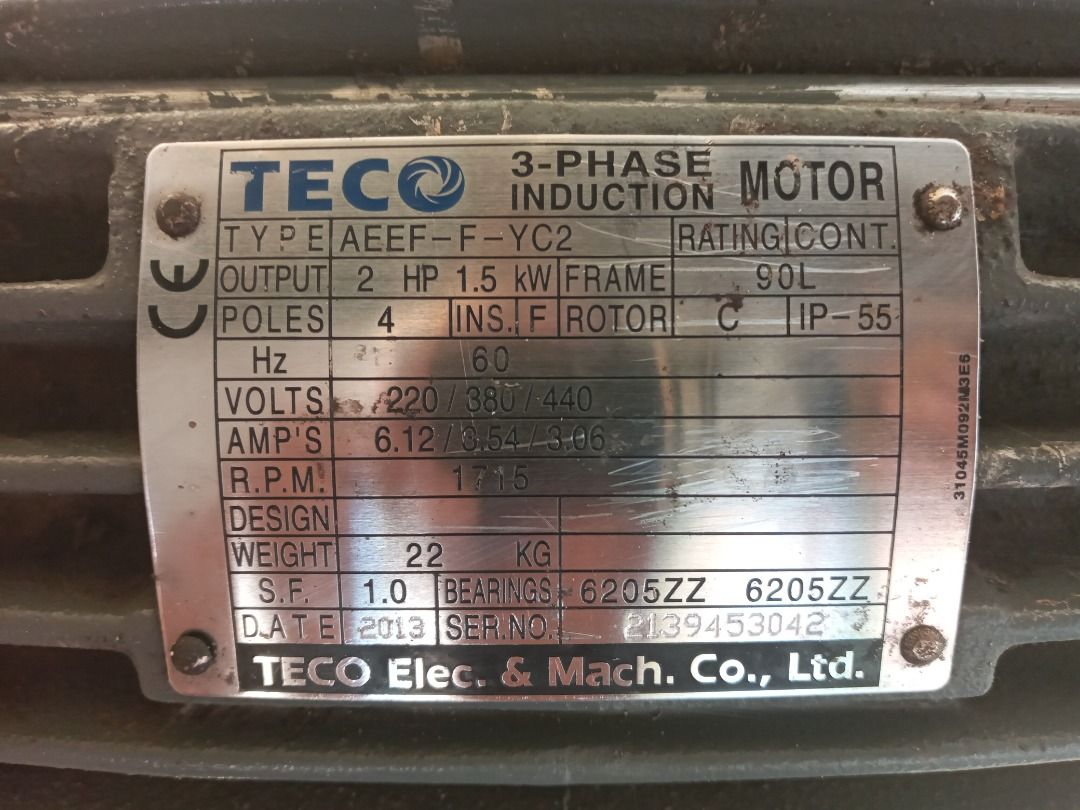 TECO 3-PHASE INDUCTION MOTOR
TYPE AEEF-F-YC2 RATING CONT.
OUTPUT 2 HP 1.5 kW FRAME 90L
POLES 4 INS. F ROTOR C IP-55
Hz 60
VOLTS 220/380/440
AMP'S 6.12/3.54/3.06
R.P.M. 1715
DESIGN
WEIGHT 22 KG
S.F. 1.0 BEARINGS 6205ZZ 6205ZZ
DATE 2013 SER.NO. 2139453042
TECO Elec. & Mach. Co., Ltd.
CE
31045M092M3E6